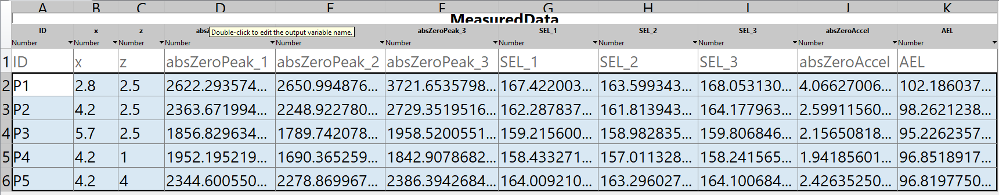 A B C D E F G H I J K
MeasuredData
ID x z Double-click to edit the output variable name. absZeroPeak_3 SEL_1 SEL_2 SEL_3 absZeroAccel AEL
Number Number Number Number Number Number Number Number Number Number Number
1 ID x z absZeroPeak_1 absZeroPeak_2 absZeroPeak_3 SEL_1 SEL_2 SEL_3 absZeroAccel AEL
2 P1 2.8 2.5 2622.293574... 2650.994876... 3721.6535798... 167.422003... 163.599343... 168.053130... 4.06627006... 102.186037...
3 P2 4.2 2.5 2363.671994... 2248.922780... 2729.3519516... 162.287837... 161.813943... 164.177963... 2.59911560... 98.2621238...
4 P3 5.7 2.5 1856.829634... 1789.742078... 1958.5200551... 159.215600... 158.982835... 159.806846... 2.15650818... 95.2262357...
5 P4 4.2 1 1952.195219... 1690.365259... 1842.9078682... 158.433271... 157.011328... 158.241565... 1.94185601... 96.8518917...
6 P5 4.2 4 2344.600550... 2278.869967... 2386.3942684... 164.009210... 163.296027... 164.100684... 2.42635250... 96.8197750...